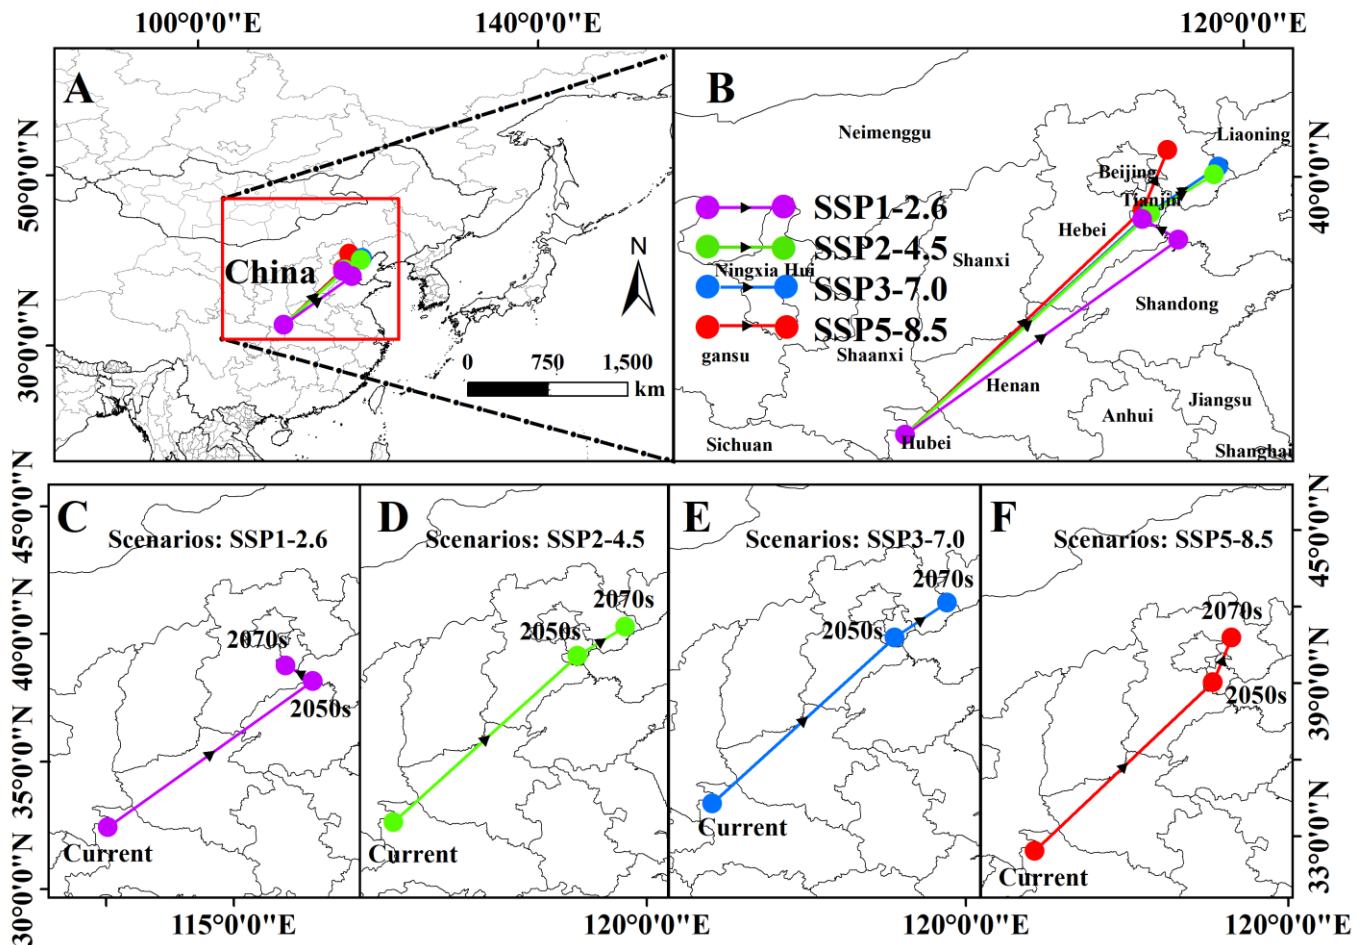 100°0'0"E
140°0'0"E
120°0'0"E
50°0'0"N
30°0'0"N
A
China
N
0 750 1,500
km
B
40°0'0"N
Neimenggu
Liaoning
Beijing
Tianjin
Hebei
Shanxi
Ningxia Hui
Shandong
gansu
Shaanxi
Henan
Anhui
Jiangsu
Sichuan
Hubei
Shanghai
SSP1-2.6
SSP2-4.5
SSP3-7.0
SSP5-8.5
45°0'0"N
40°0'0"N
35°0'0"N
30°0'0"N
C
Scenarios: SSP1-2.6
2070s
2050s
Current
115°0'0"E
D
Scenarios: SSP2-4.5
2070s
2050s
Current
120°0'0"E
E
Scenarios: SSP3-7.0
2070s
2050s
Current
120°0'0"E
F
Scenarios: SSP5-8.5
2070s
2050s
Current
120°0'0"E
45°0'0"N
39°0'0"N
33°0'0"N